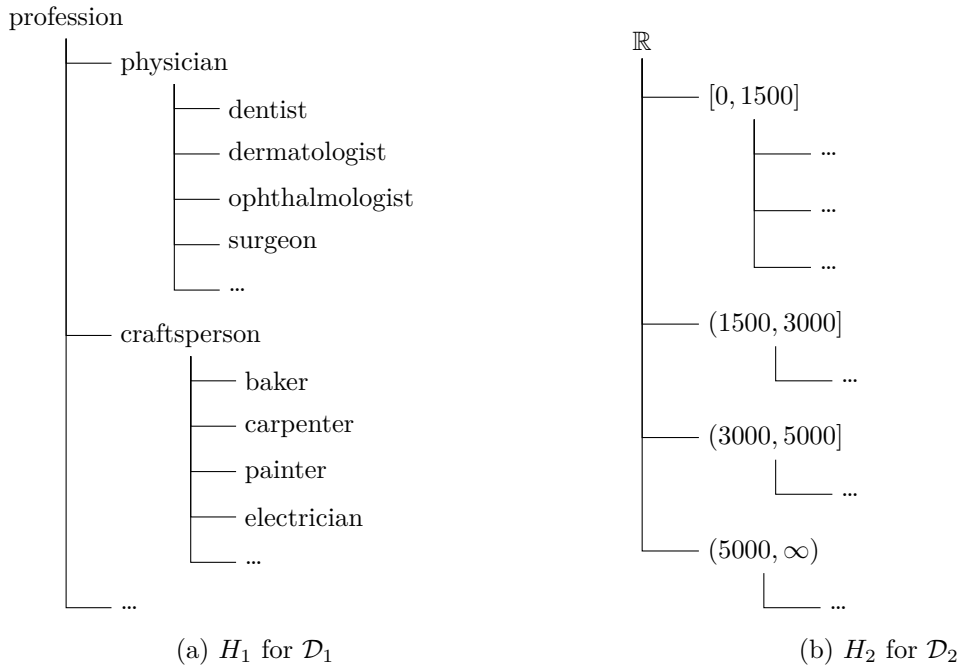 profession
physician
dentist
dermatologist
ophthalmologist
surgeon
...
craftsperson
baker
carpenter
painter
electrician
...
...
(a) H₁ for 𝒟₁
ℝ
[0, 1500]
...
...
...
(1500, 3000]
...
(3000, 5000]
...
(5000, ∞)
...
(b) H₂ for 𝒟₂